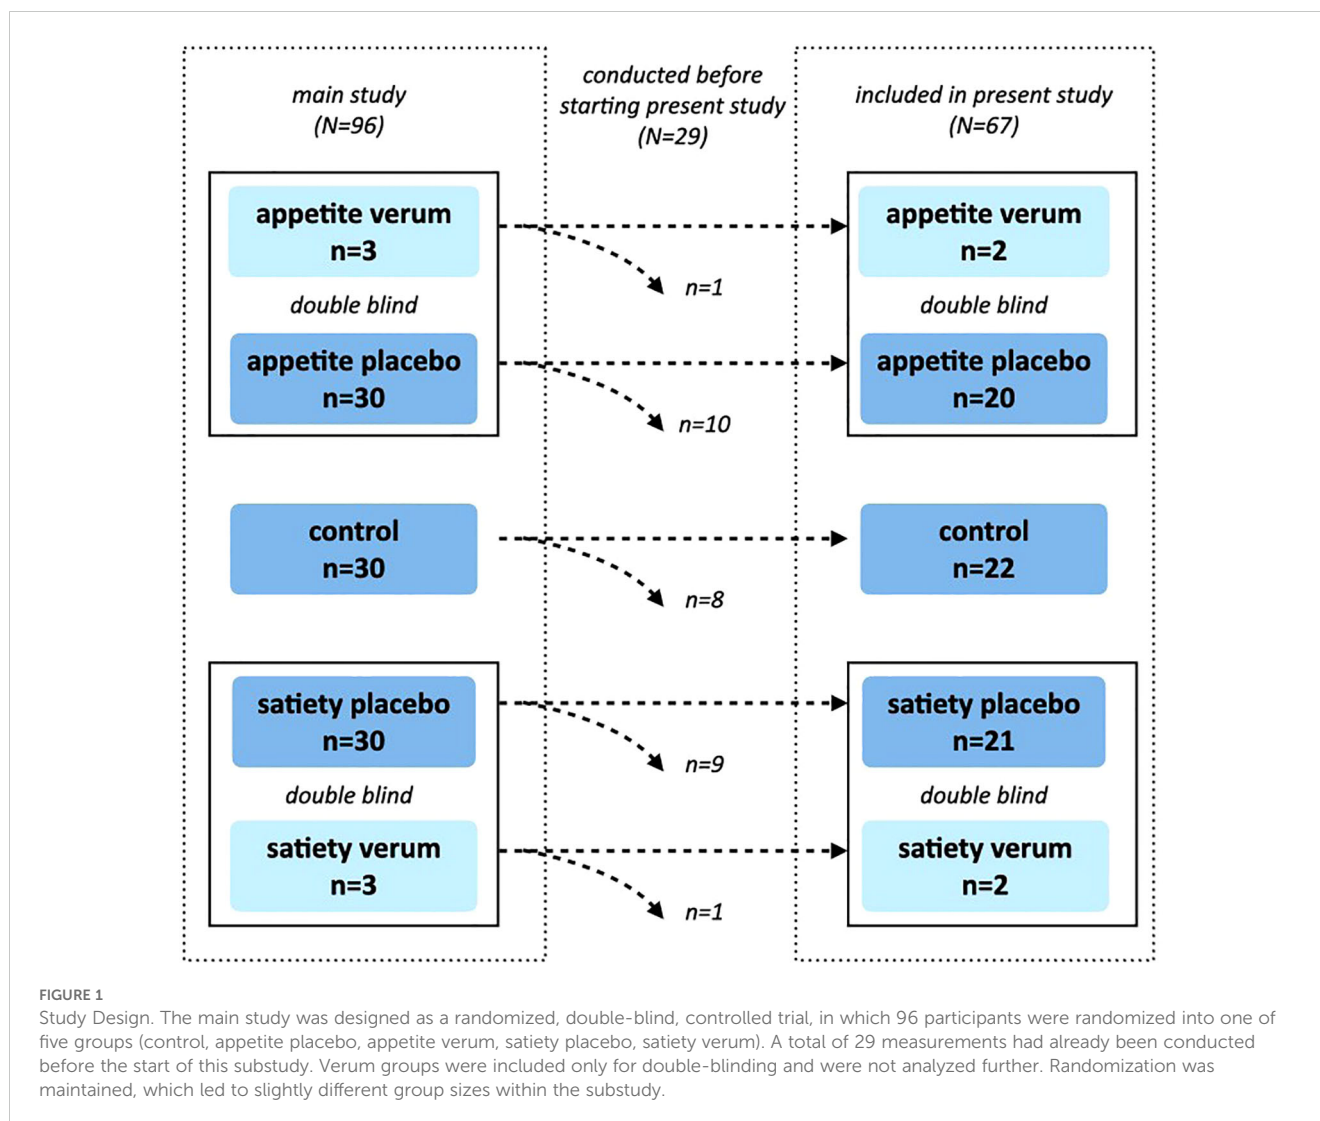 main study
(N=96)
conducted before
starting present study
(N=29)
included in present study
(N=67)
appetite verum
n=3
double blind
appetite placebo
n=30
n=1
n=10
appetite verum
n=2
double blind
appetite placebo
n=20
control
n=30
n=8
control
n=22
satiety placebo
n=30
double blind
satiety verum
n=3
n=9
n=1
satiety placebo
n=21
double blind
satiety verum
n=2
FIGURE 1
Study Design. The main study was designed as a randomized, double-blind, controlled trial, in which 96 participants were randomized into one of
five groups (control, appetite placebo, appetite verum, satiety placebo, satiety verum). A total of 29 measurements had already been conducted
before the start of this substudy. Verum groups were included only for double-blinding and were not analyzed further. Randomization was
maintained, which led to slightly different group sizes within the substudy.